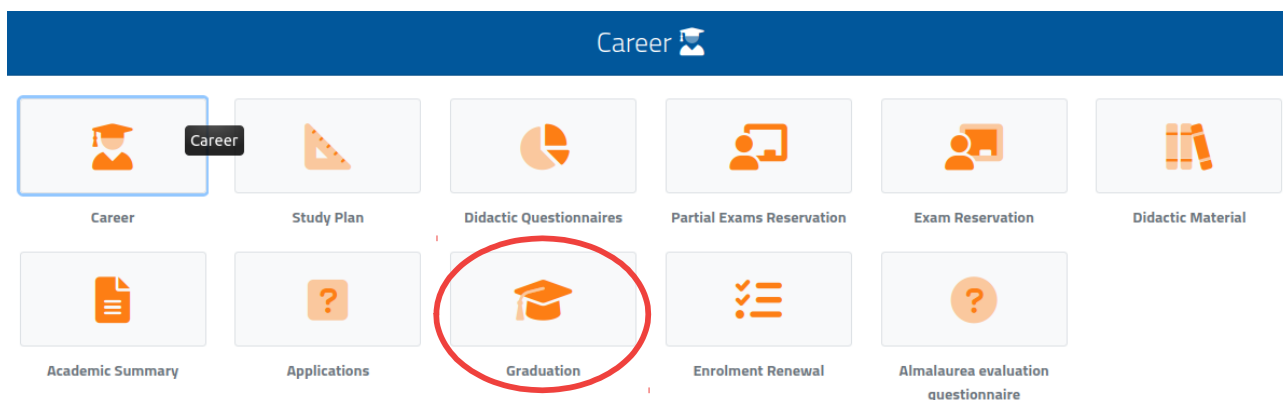 Career
Career
Career
Study Plan
Didactic Questionnaires
Partial Exams Reservation
Exam Reservation
Didactic Material
?
?
Academic Summary
Applications
Graduation
Enrolment Renewal
Almalaurea evaluation
questionnaire